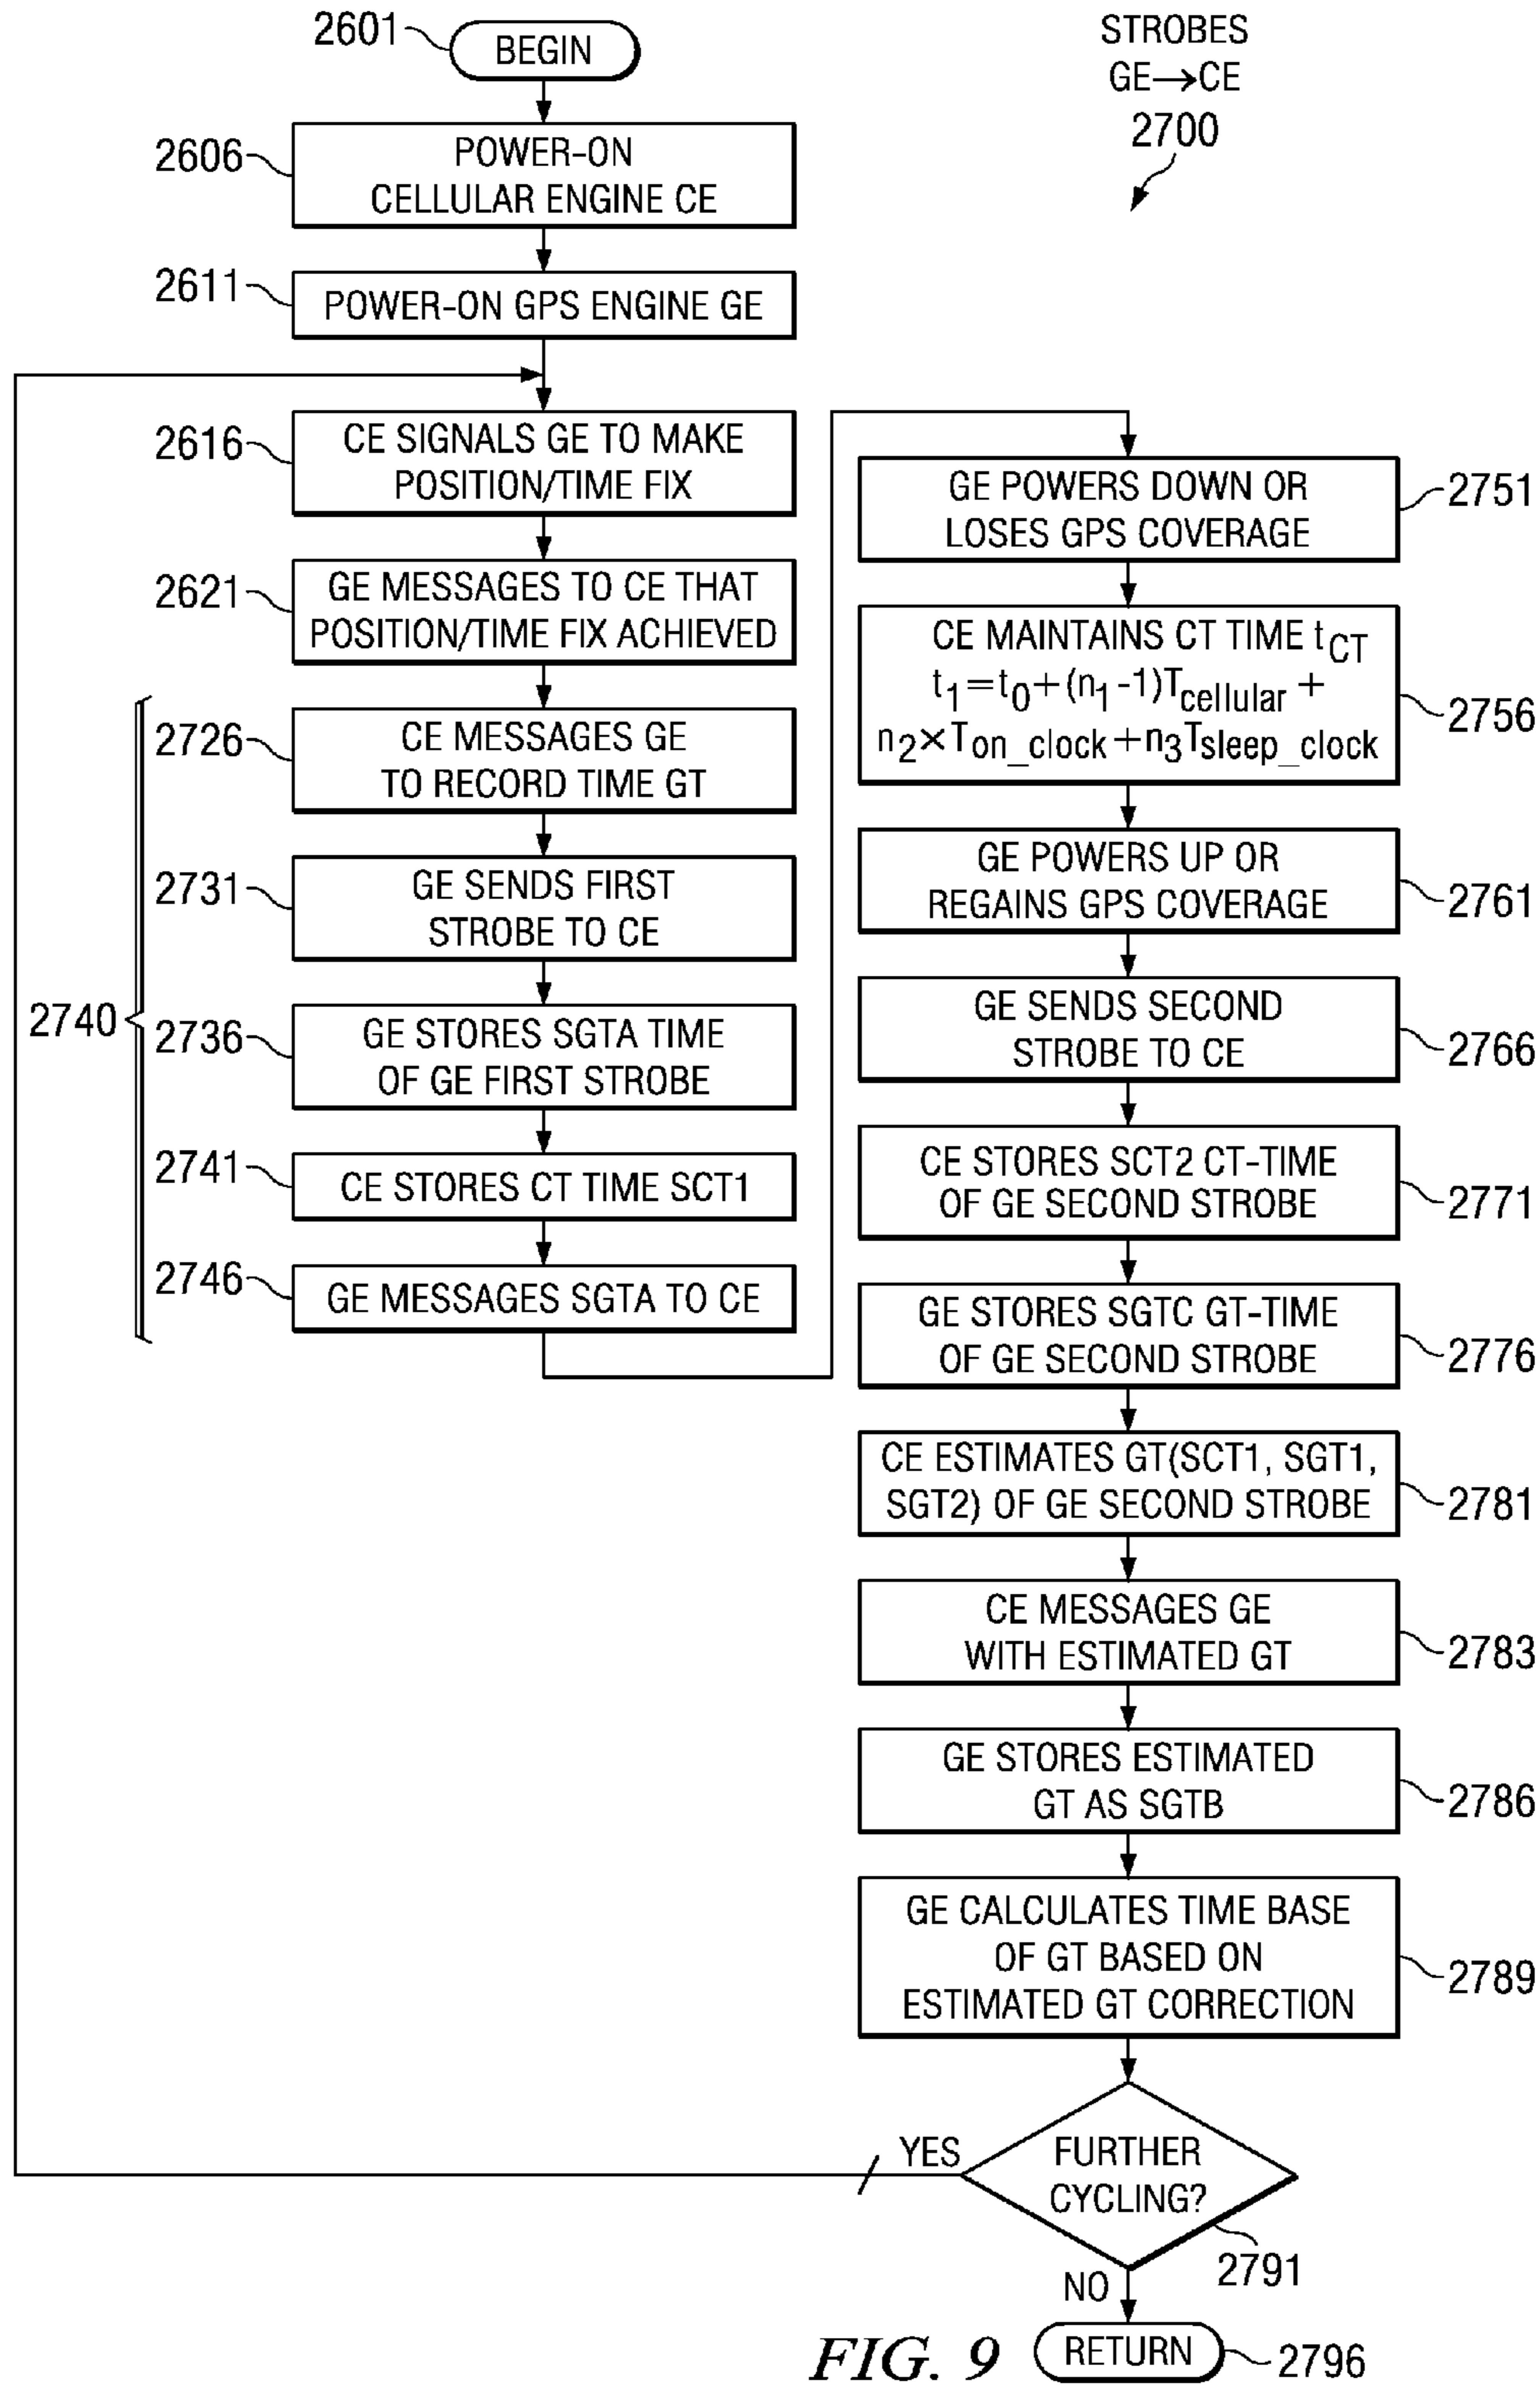 2601
BEGIN
STROBES
GE→CE
2700
2606
POWER-ON
CELLULAR ENGINE CE
2611
POWER-ON GPS ENGINE GE
2616
CE SIGNALS GE TO MAKE
POSITION/TIME FIX
2621
GE MESSAGES TO CE THAT
POSITION/TIME FIX ACHIEVED
2740
2726
CE MESSAGES GE
TO RECORD TIME GT
2731
GE SENDS FIRST
STROBE TO CE
2736
GE STORES SGTA TIME
OF GE FIRST STROBE
2741
CE STORES CT TIME SCT1
2746
GE MESSAGES SGTA TO CE
GE POWERS DOWN OR
LOSES GPS COVERAGE
2751
CE MAINTAINS CT TIME tCT
t1=t0+(n1-1)Tcellular+
n2×Ton_clock+n3Tsleep_clock
2756
GE POWERS UP OR
REGAINS GPS COVERAGE
2761
GE SENDS SECOND
STROBE TO CE
2766
CE STORES SCT2 CT-TIME
OF GE SECOND STROBE
2771
GE STORES SGTC GT-TIME
OF GE SECOND STROBE
2776
CE ESTIMATES GT(SCT1, SGT1,
SGT2) OF GE SECOND STROBE
2781
CE MESSAGES GE
WITH ESTIMATED GT
2783
GE STORES ESTIMATED
GT AS SGTB
2786
GE CALCULATES TIME BASE
OF GT BASED ON
ESTIMATED GT CORRECTION
2789
YES
FURTHER
CYCLING?
2791
NO
RETURN
2796
FIG. 9